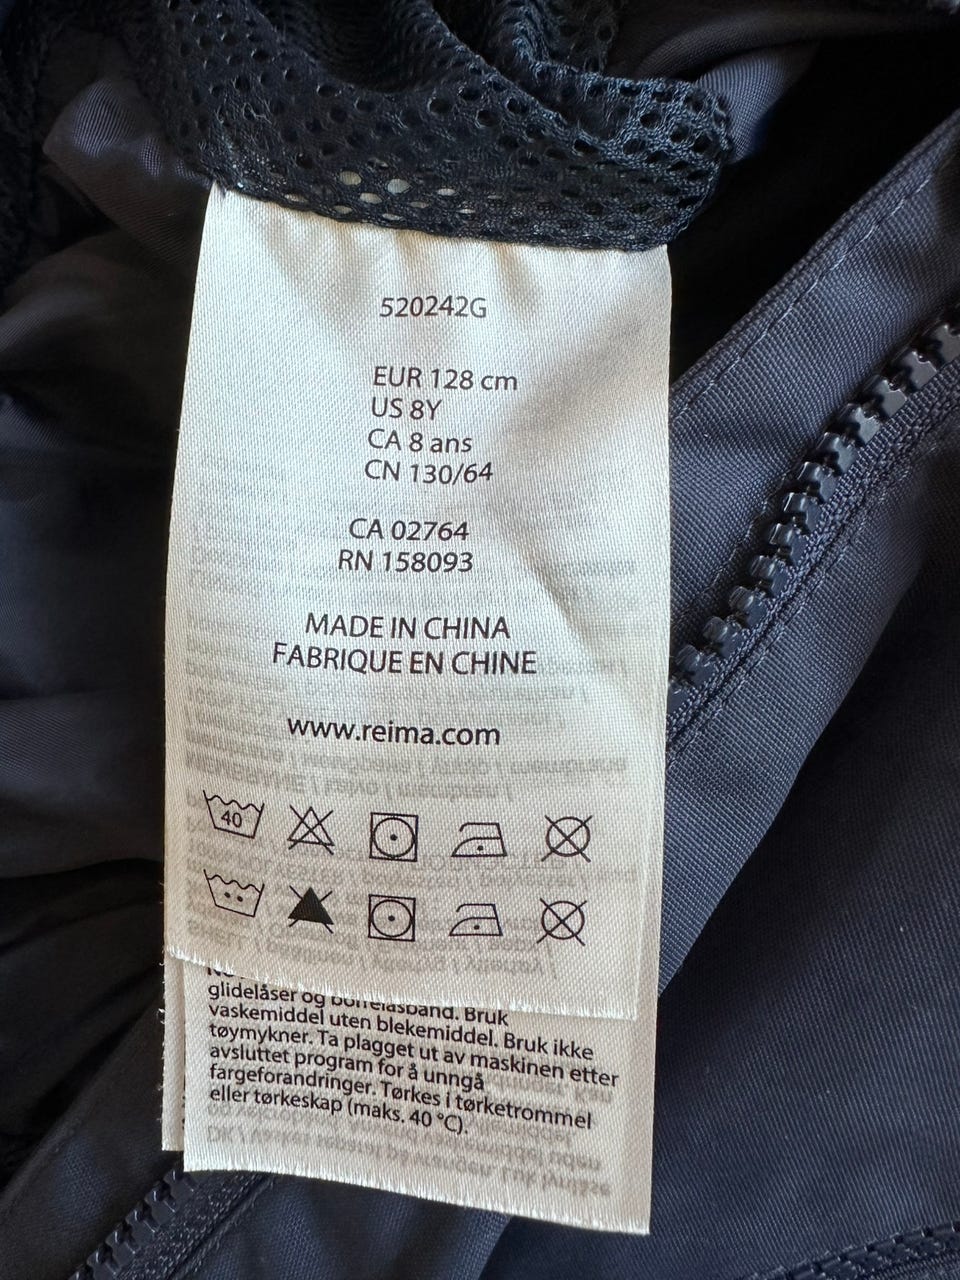 520242G
EUR 128 cm
US 8Y
CA 8 ans
CN 130/64
CA 02764
RN 158093
MADE IN CHINA
FABRIQUE EN CHINE
www.reima.com
40
glidelåser og borrelåsbånd. Bruk
vaskemiddel uten blekemiddel. Bruk ikke
tøymykner. Ta plagget ut av maskinen etter
avsluttet program for å unngå
fargeforandringer. Tørkes i tørketrommel
eller tørkeskap (maks. 40 °C).